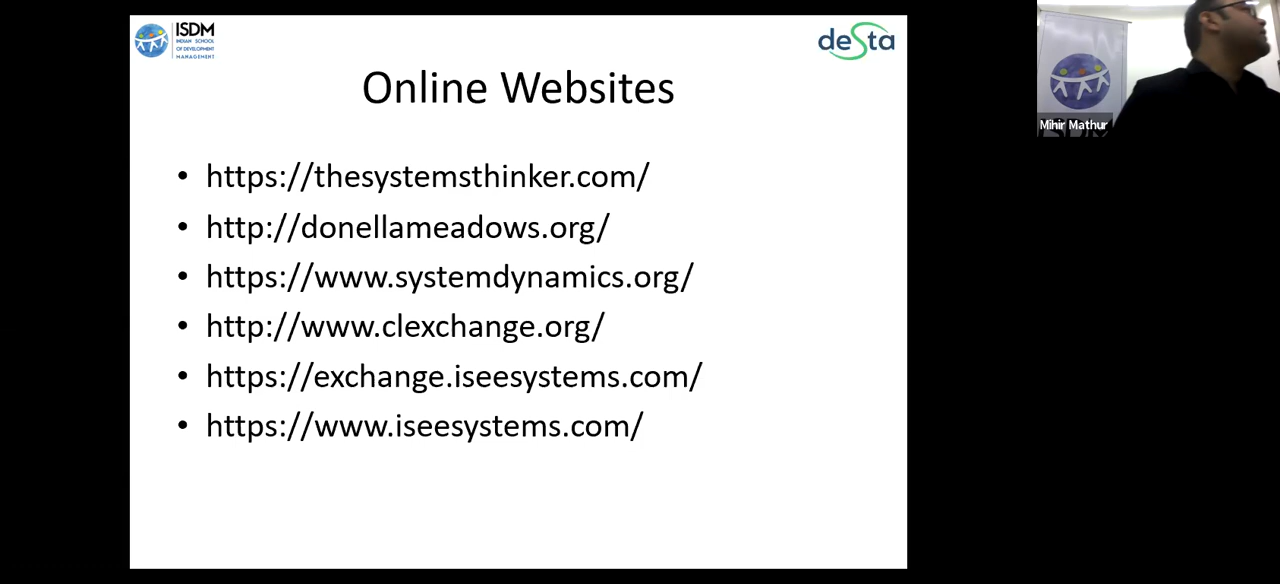 ISDM
INDIAN SCHOOL
OF DEVELOPMENT
MANAGEMENT
deSta
Online Websites
• https://thesystemsthinker.com/
• http://donellameadows.org/
• https://www.systemdynamics.org/
• http://www.clexchange.org/
• https://exchange.iseesystems.com/
• https://www.iseesystems.com/
Mihir Mathur